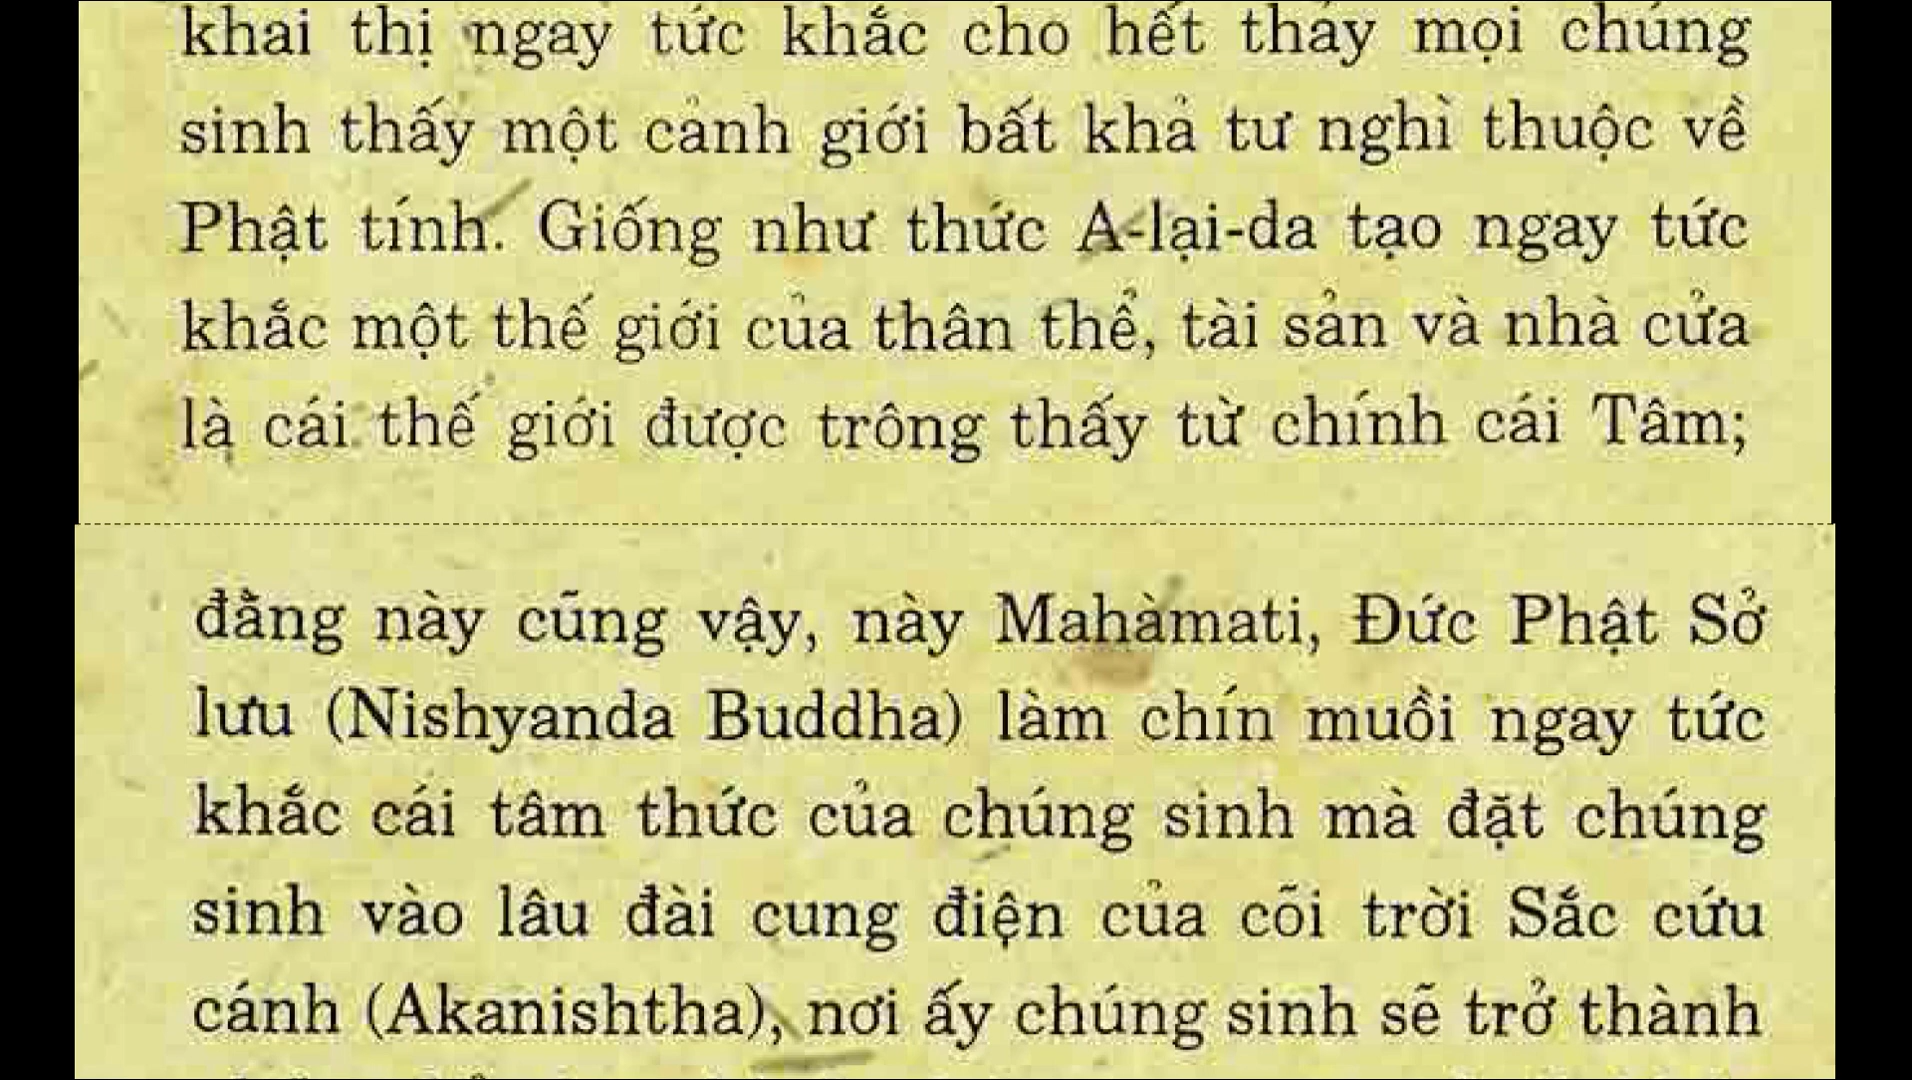 khai thị ngay tức khắc cho hết thảy mọi chúng
sinh thấy một cảnh giới bất khả tư nghì thuộc về
Phật tính. Giống như thức A-lại-da tạo ngay tức
khắc một thế giới của thân thể, tài sản và nhà cửa
là cái thế giới được trông thấy từ chính cái Tâm;
đằng này cũng vậy, này Mahàmati, Đức Phật Sở
lưu (Nishyanda Buddha) làm chín muồi ngay tức
khắc cái tâm thức của chúng sinh mà đặt chúng
sinh vào lâu đài cung điện của cõi trời Sắc cứu
cánh (Akanishtha), nơi ấy chúng sinh sẽ trở thành